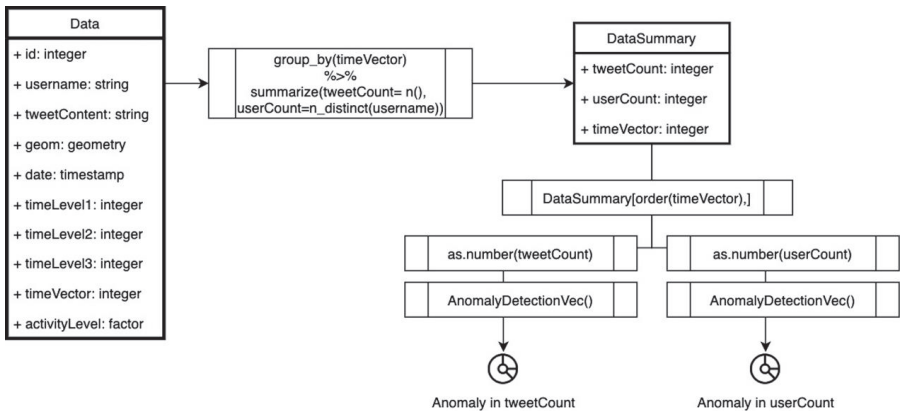 Data
+ id: integer
+ username: string
+ tweetContent: string
+ geom: geometry
+ date: timestamp
+ timeLevel1: integer
+ timeLevel2: integer
+ timeLevel3: integer
+ timeVector: integer
+ activityLevel: factor
group_by(timeVector)
%>%
summarize(tweetCount= n(),
userCount=n_distinct(username))
DataSummary
+ tweetCount: integer
+ userCount: integer
+ timeVector: integer
DataSummary[order(timeVector),]
as.number(tweetCount)
as.number(userCount)
AnomalyDetectionVec()
AnomalyDetectionVec()
Anomaly in tweetCount
Anomaly in userCount